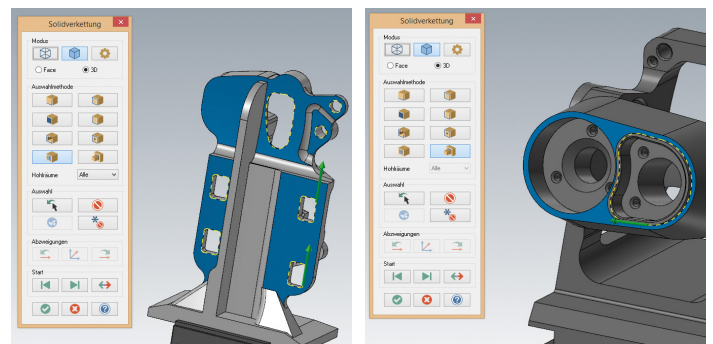 Solidverkettung
Modus
Face
3D
Auswahlmethode
Hohlräume
Alle
Auswahl
Abzweigungen
Start
Solidverkettung
Modus
Face
3D
Auswahlmethode
Hohlräume
Alle
Auswahl
Abzweigungen
Start